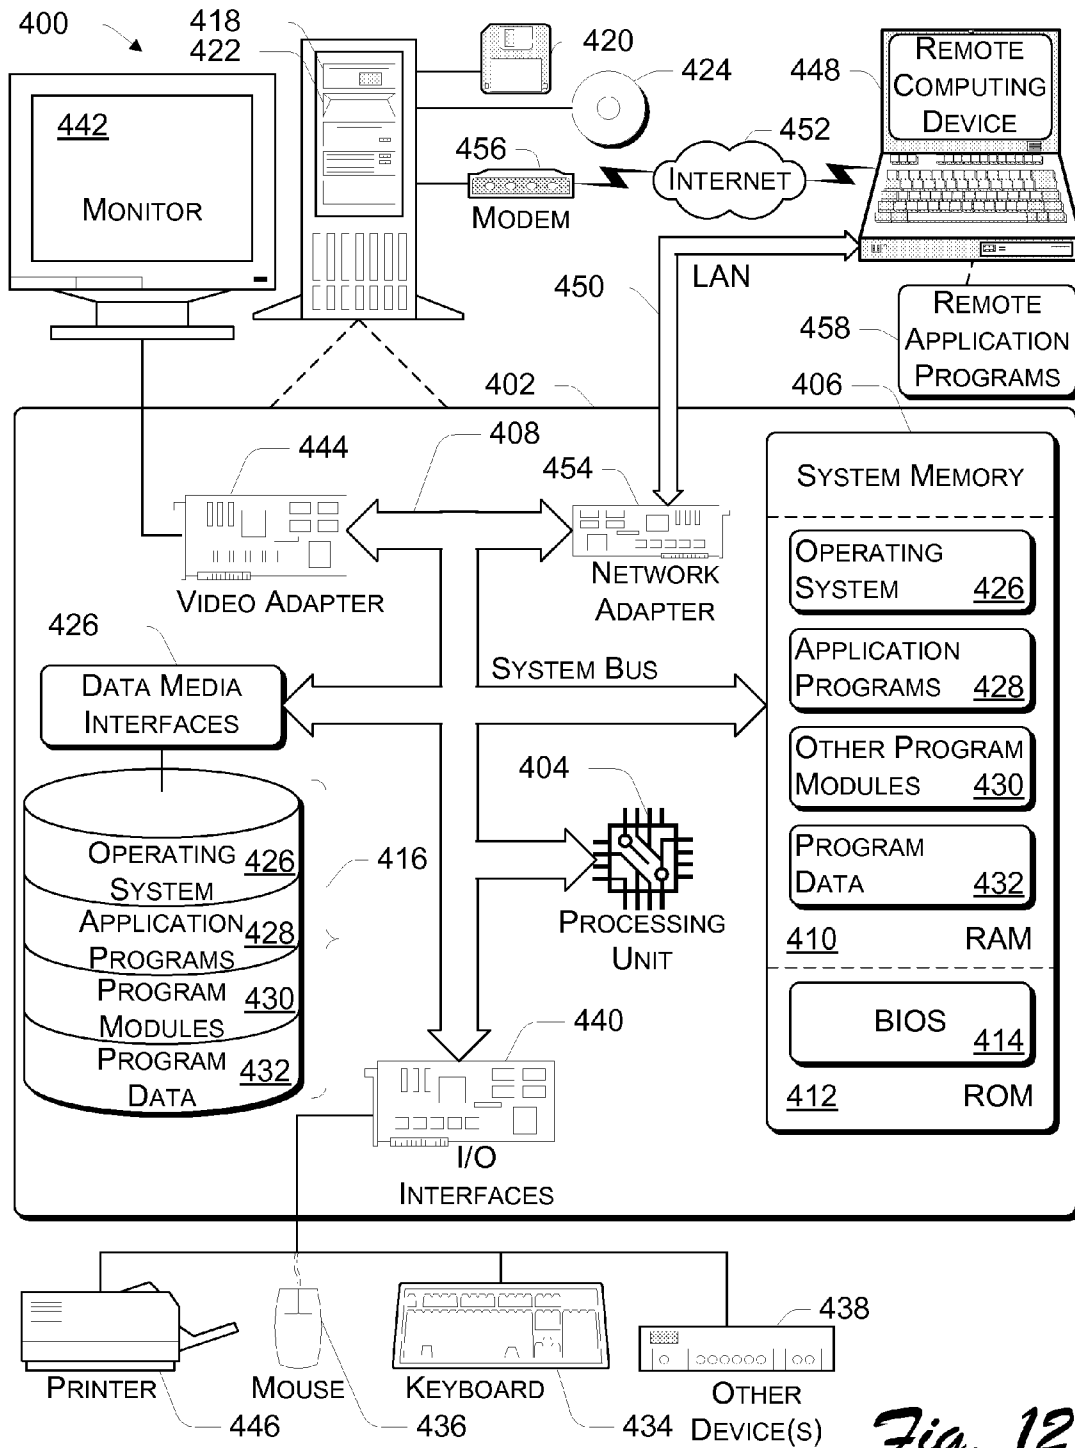 400
418
422
420
424
448
REMOTE
COMPUTING
DEVICE
442
MONITOR
456
MODEM
452
INTERNET
LAN
450
458
REMOTE
APPLICATION
PROGRAMS
402
406
444
408
454
VIDEO ADAPTER
NETWORK
ADAPTER
SYSTEM MEMORY
OPERATING
SYSTEM 426
APPLICATION
PROGRAMS 428
OTHER PROGRAM
MODULES 430
PROGRAM
DATA 432
410 RAM
BIOS 414
412 ROM
426
DATA MEDIA
INTERFACES
SYSTEM BUS
404
PROCESSING
UNIT
OPERATING
SYSTEM 426
APPLICATION
PROGRAMS 428
PROGRAM
MODULES 430
PROGRAM
DATA 432
416
440
I/O
INTERFACES
PRINTER
446
MOUSE
436
KEYBOARD
434
438
OTHER
DEVICE(S)
Fig. 12